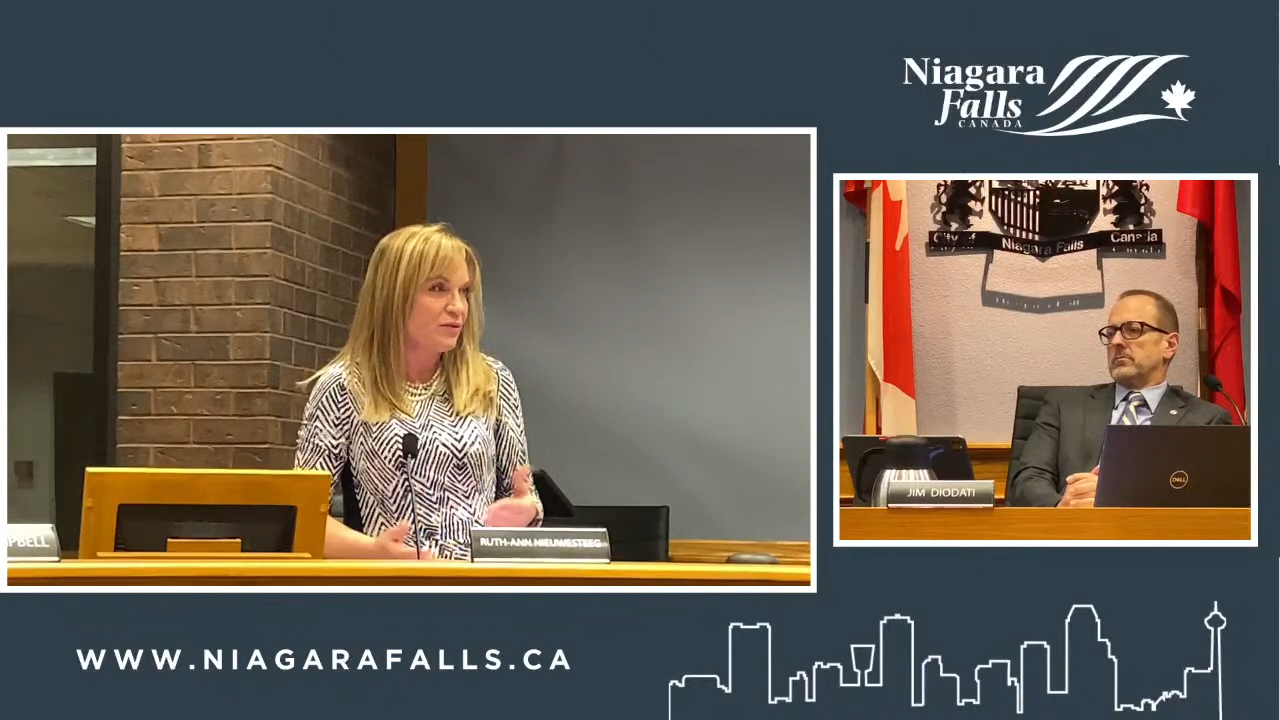 Niagara
Falls
CANADA
City of
Niagara Falls
Canada
JIM DIODATI
DELL
PBELL
RUTH-ANN NIEUWESTEEG
WWW.NIAGARAFALLS.CA